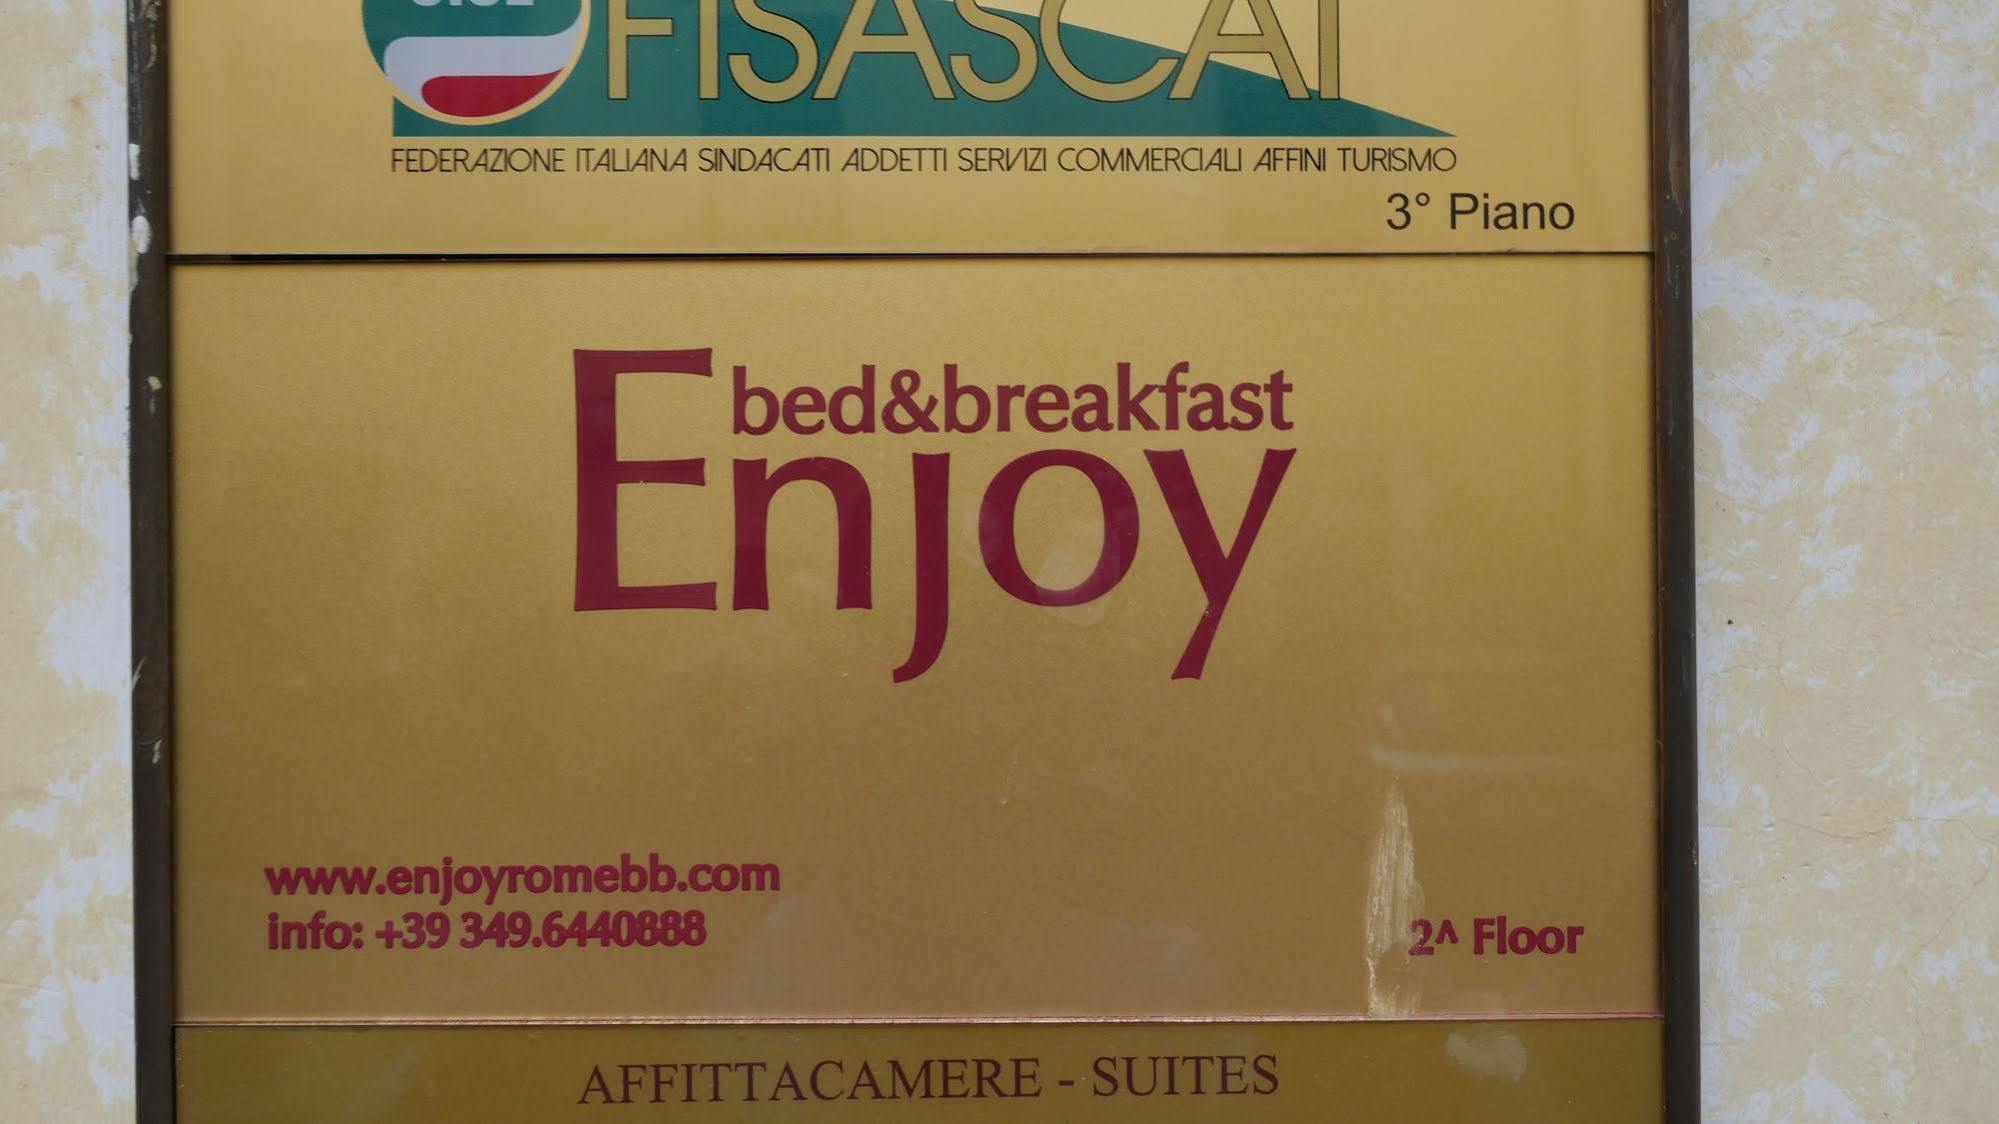 FISASCAT
FEDERAZIONE ITALIANA SINDACATI ADDETTI SERVIZI COMMERCIALI AFFINI TURISMO
3° Piano
bed&breakfast
Enjoy
www.enjoyromebb.com
info: +39 349.6440888
2^ Floor
AFFITTACAMERE - SUITES